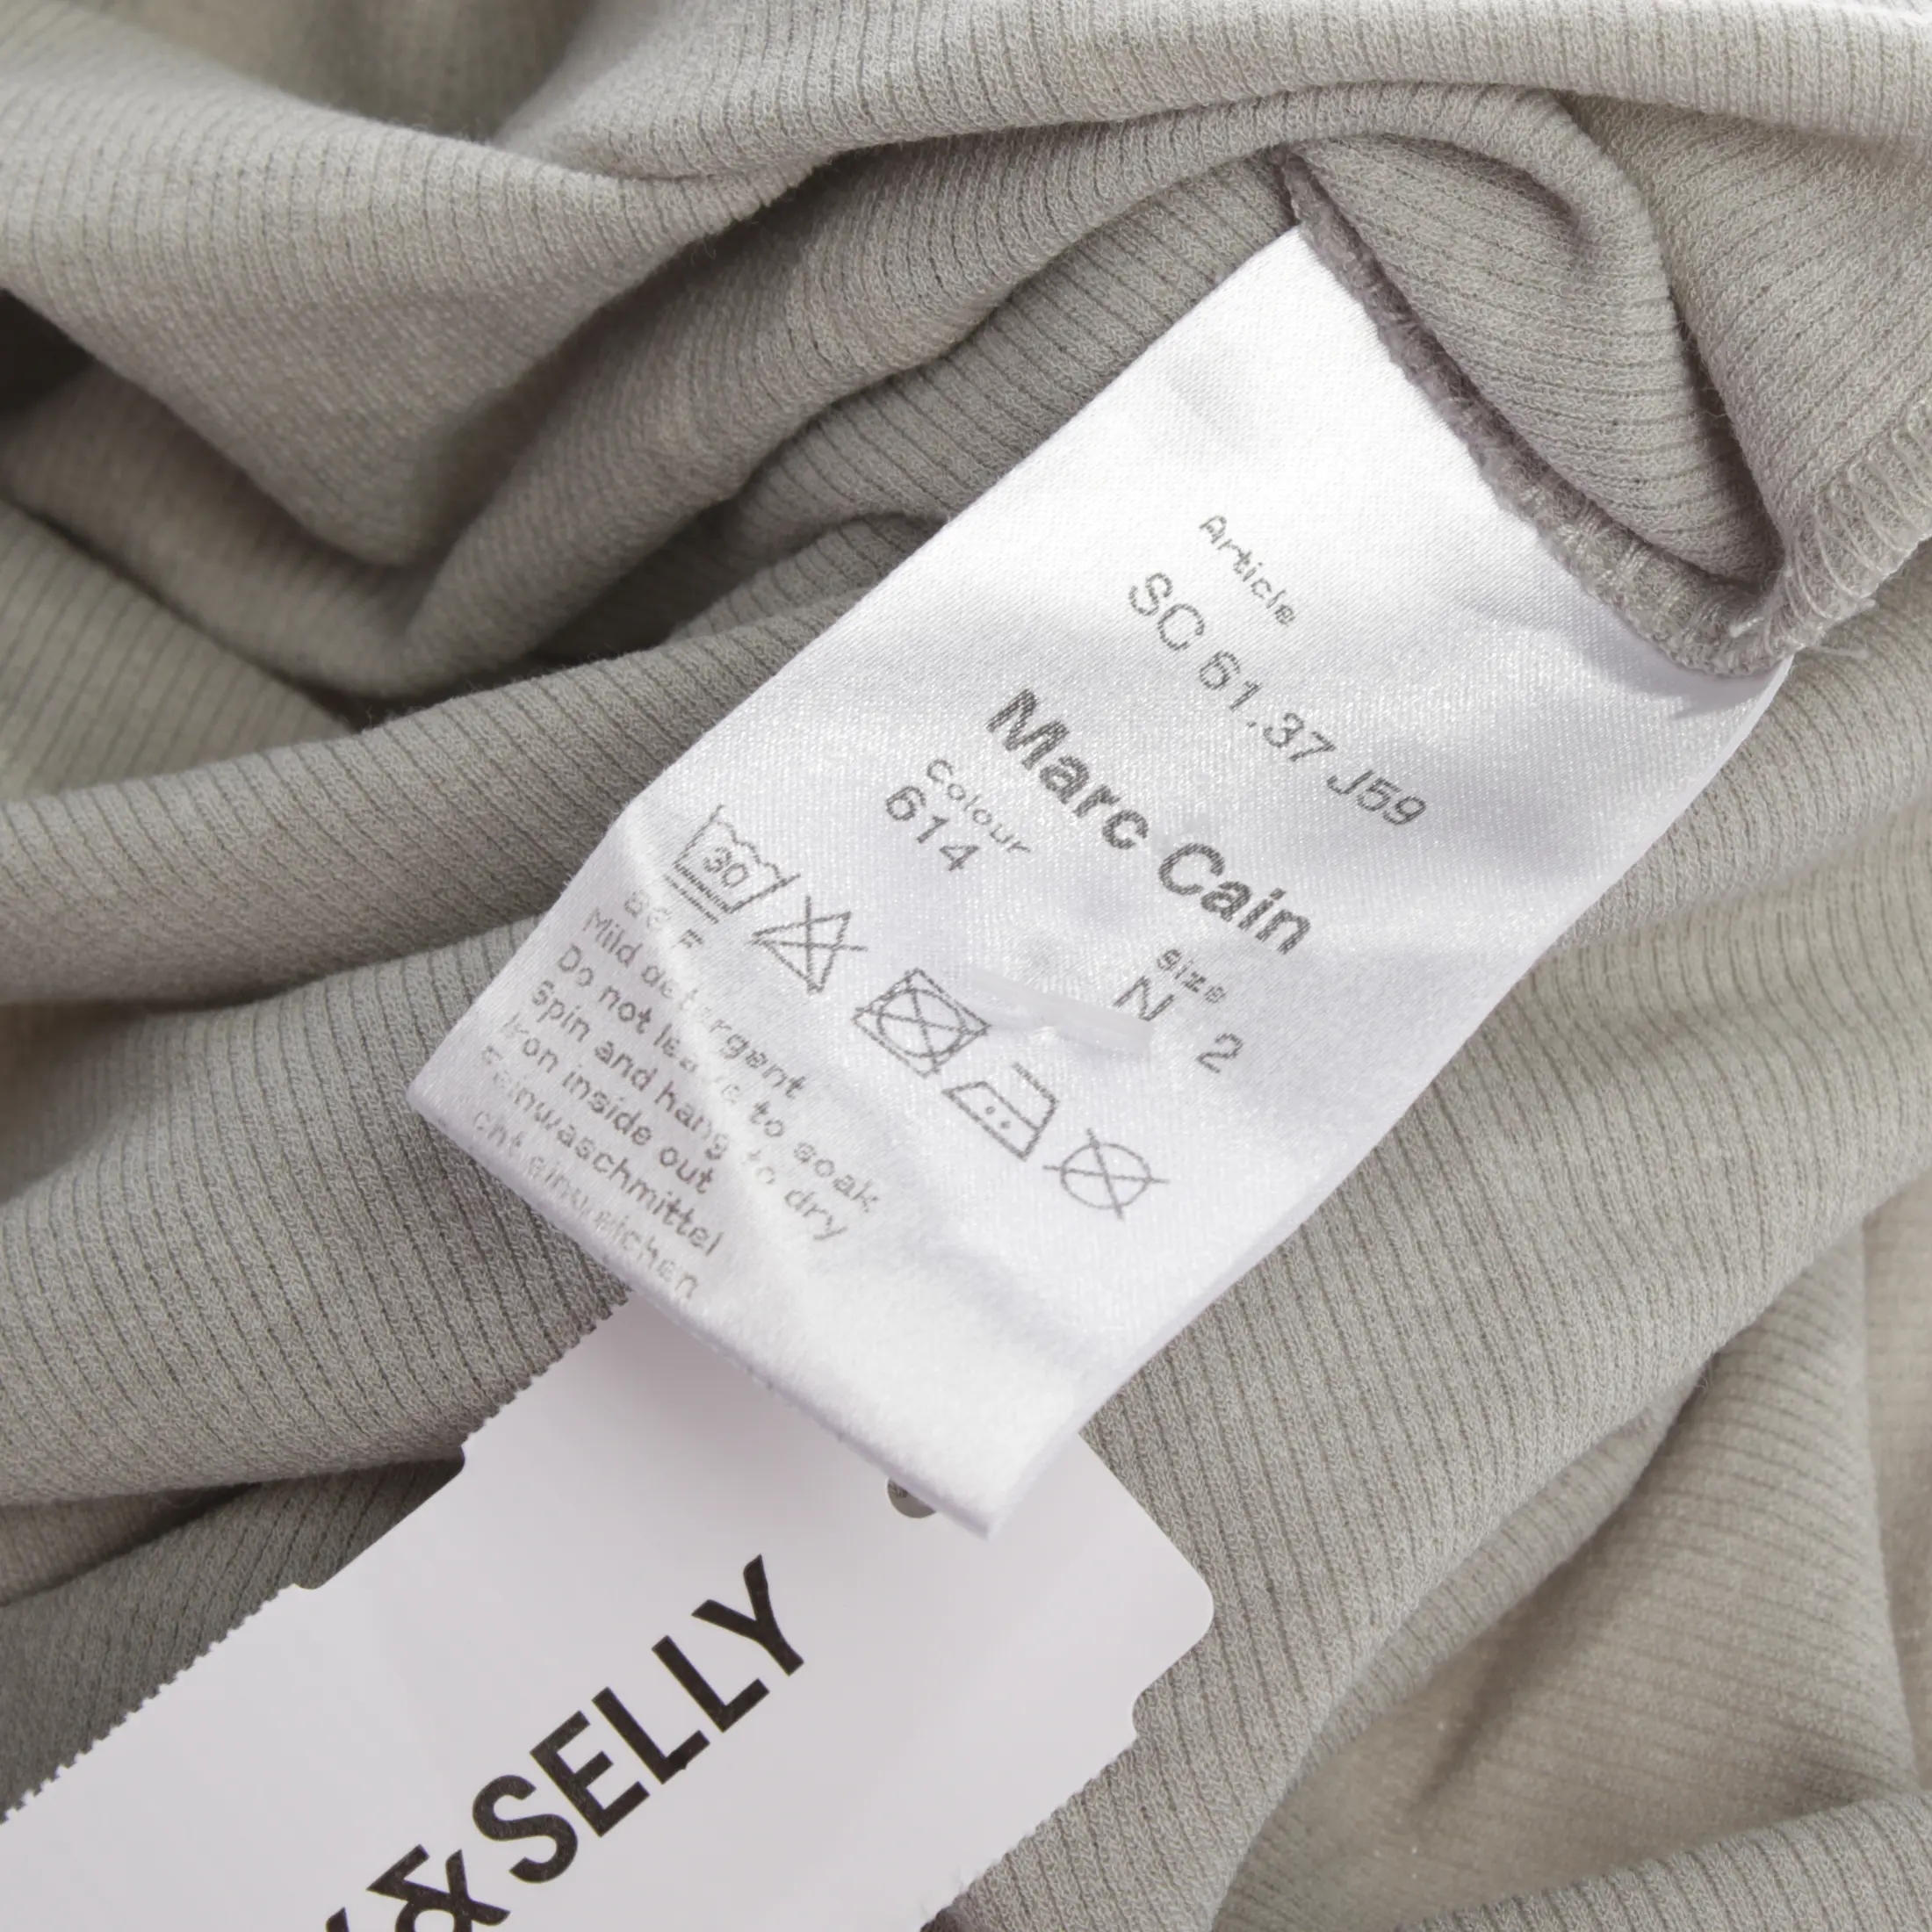 Article
SC 61.37 J59
Marc Cain
Colour
size
614
N 2
30
Mild detergent
Do not leave to soak
Spin and hang to dry
Iron inside out
Feinwaschmittel
einweichen
&SELLY